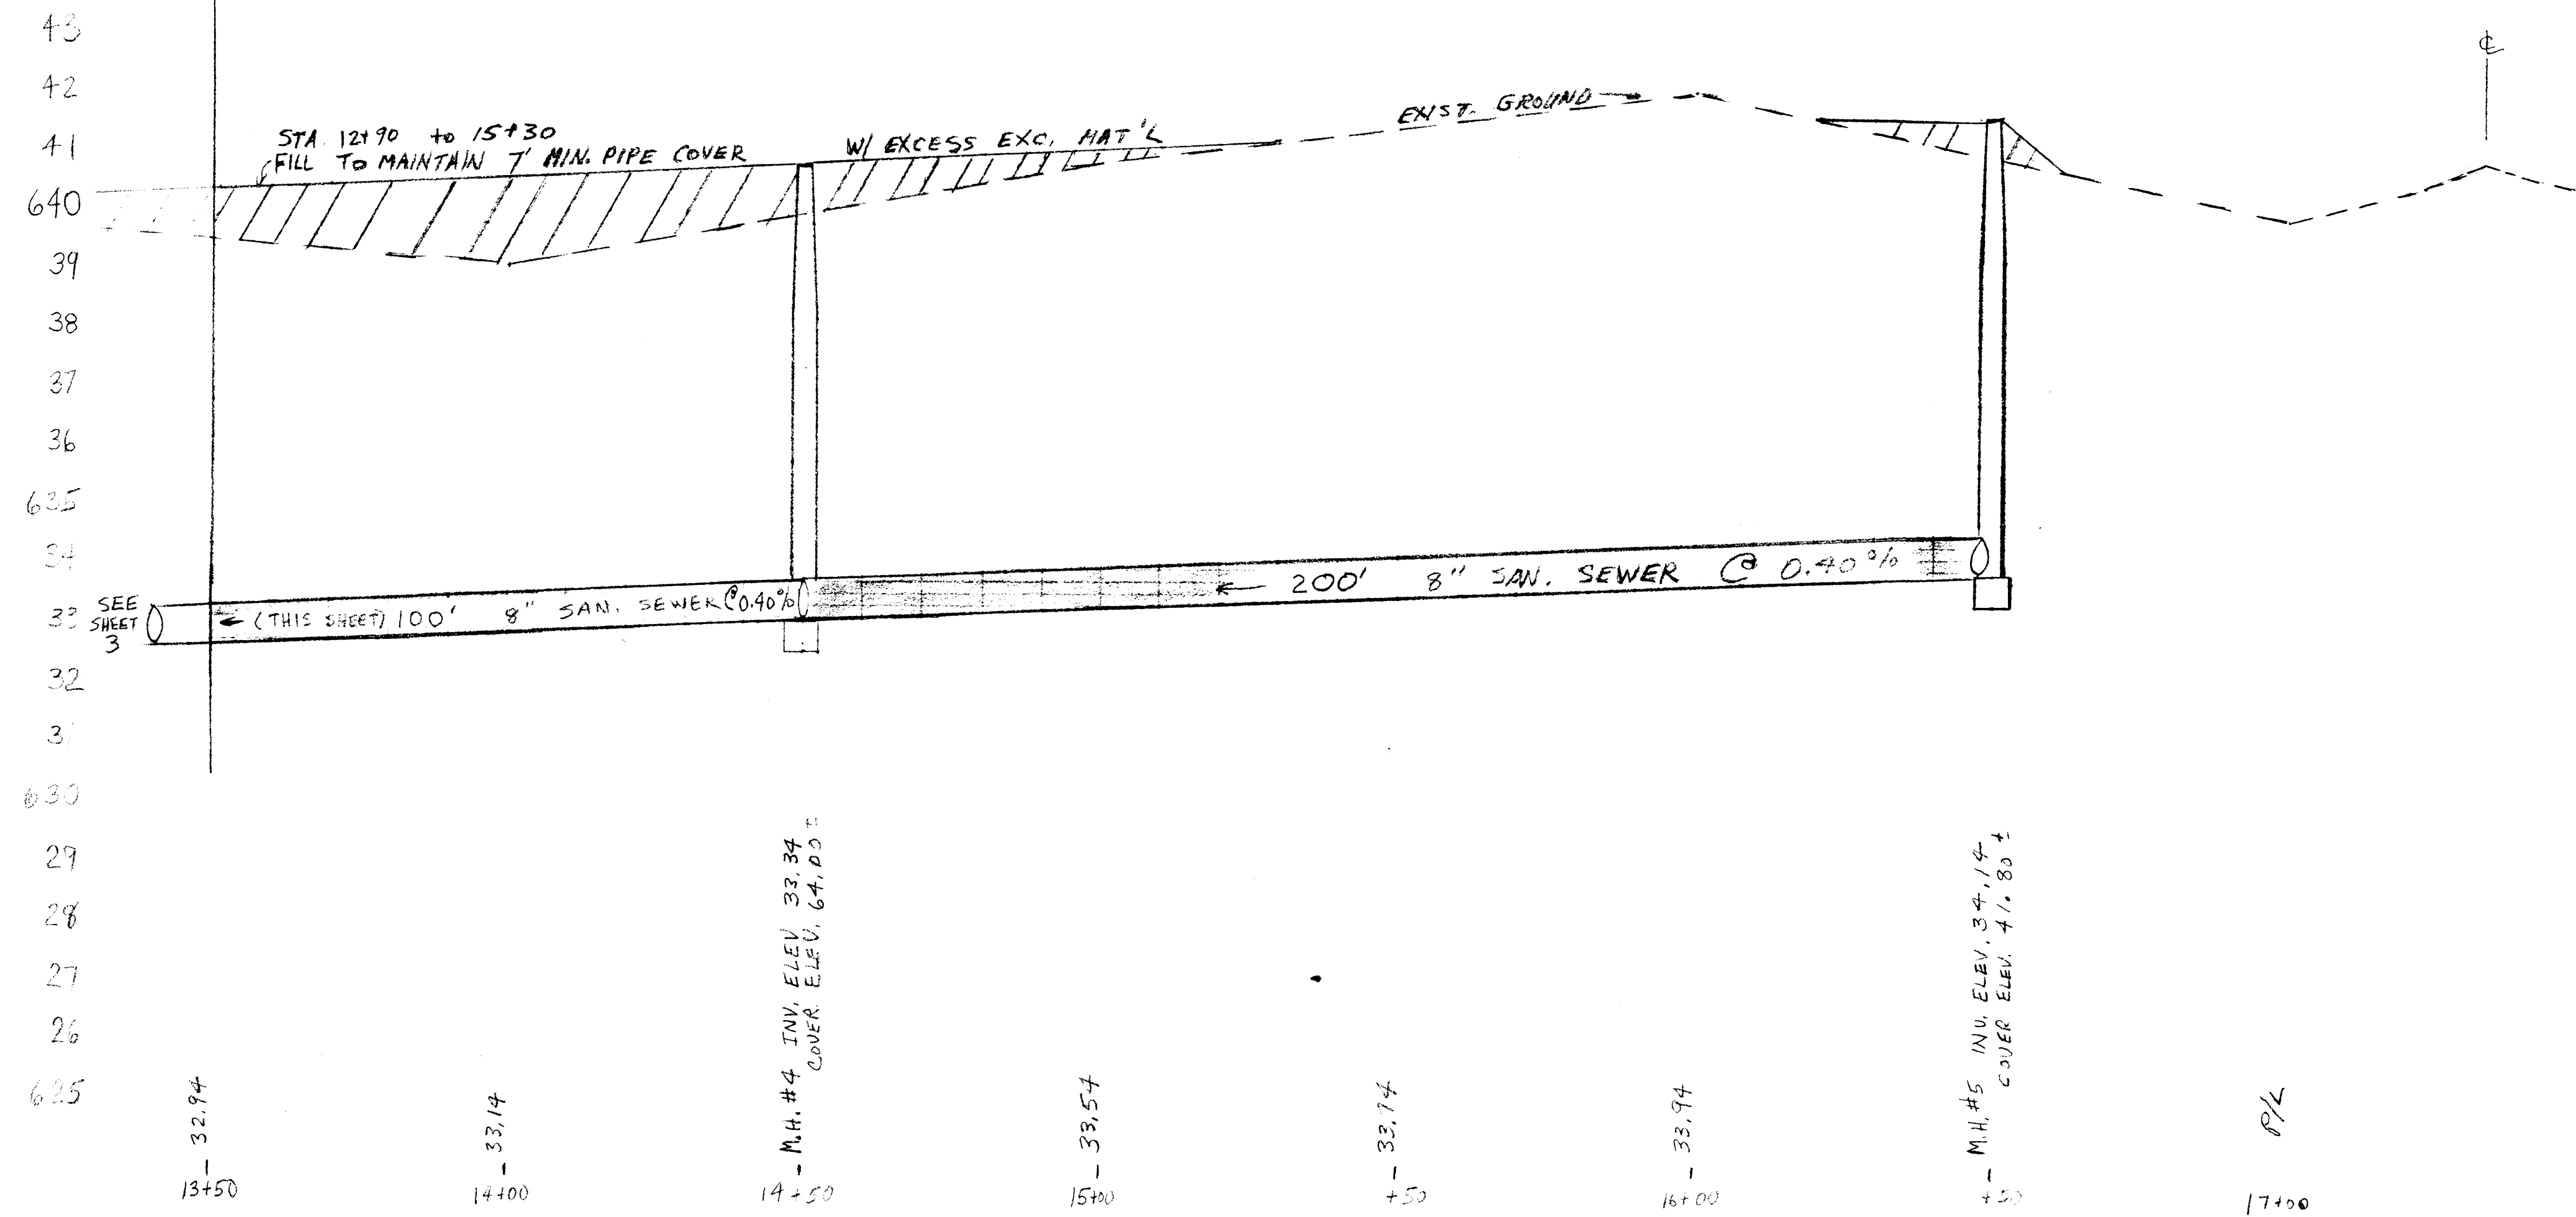 43
42
41
640
39
38
37
36
635
34
33
32
31
630
29
28
27
26
625
STA. 12+90 to 15+30
FILL TO MAINTAIN 7' MIN. PIPE COVER
W/ EXCESS EXC. MAT'L
EXIST. GROUND
℄
SEE
SHEET
3
(THIS SHEET) 100' 8" SAN. SEWER @ 0.40%
200' 8" SAN. SEWER @ 0.40%
32.94
33.14
M.H. #4 INV. ELEV 33.34
COVER ELEV. 64.00 ±
33.54
33.74
33.94
M.H. #5 INV. ELEV. 34.14
COVER ELEV. 41.80 ±
P/L
13+50
14+00
14+50
15+00
+50
16+00
+50
17+00